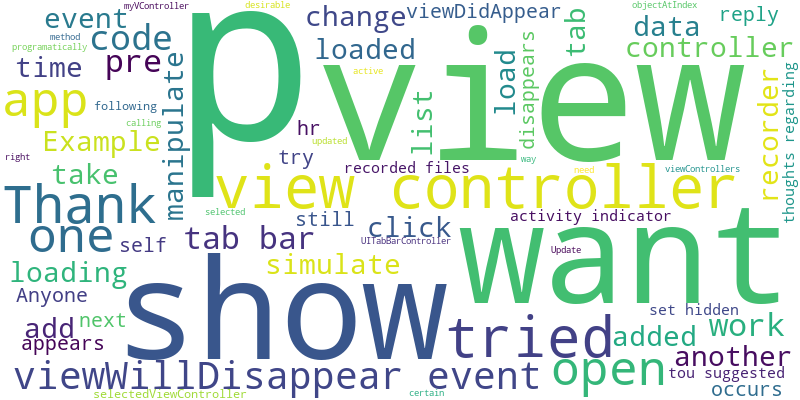 myVController desirable objectAtIndex
event p change viewDidAppear tab data reply
method
code view
programatically loaded controller
time pre manipulate load disappears recorder thoughts regarding
active
app following list
calling hr updated
Example try way
right recorded files viewControllers
take view controller need
Thank selected still click activity indicator want
one self tab bar UITabBarController Update
loading show simulate
Anyone set hidden
next tried added work
add
appears open another
viewWillDisappear event tou suggested
selectedViewController certain occurs